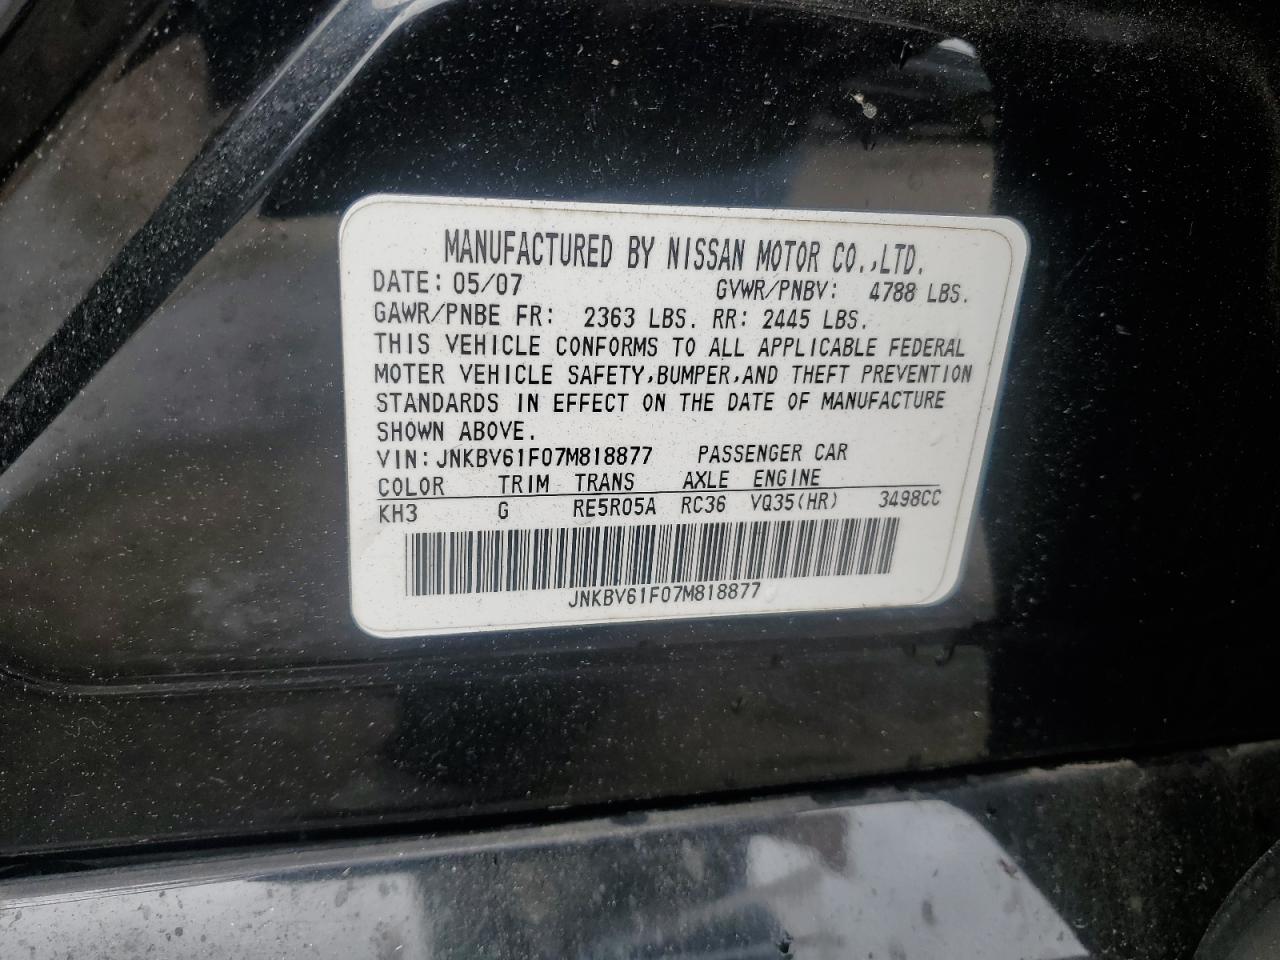 MANUFACTURED BY NISSAN MOTOR CO.,LTD.
DATE: 05/07 GVWR/PNBV: 4788 LBS.
GAWR/PNBE FR: 2363 LBS. RR: 2445 LBS.
THIS VEHICLE CONFORMS TO ALL APPLICABLE FEDERAL
MOTER VEHICLE SAFETY,BUMPER,AND THEFT PREVENTION
STANDARDS IN EFFECT ON THE DATE OF MANUFACTURE
SHOWN ABOVE.
VIN: JNKBV61F07M818877 PASSENGER CAR
COLOR TRIM TRANS AXLE ENGINE
KH3 G RE5R05A RC36 VQ35(HR) 3498CC
JNKBV61F07M818877